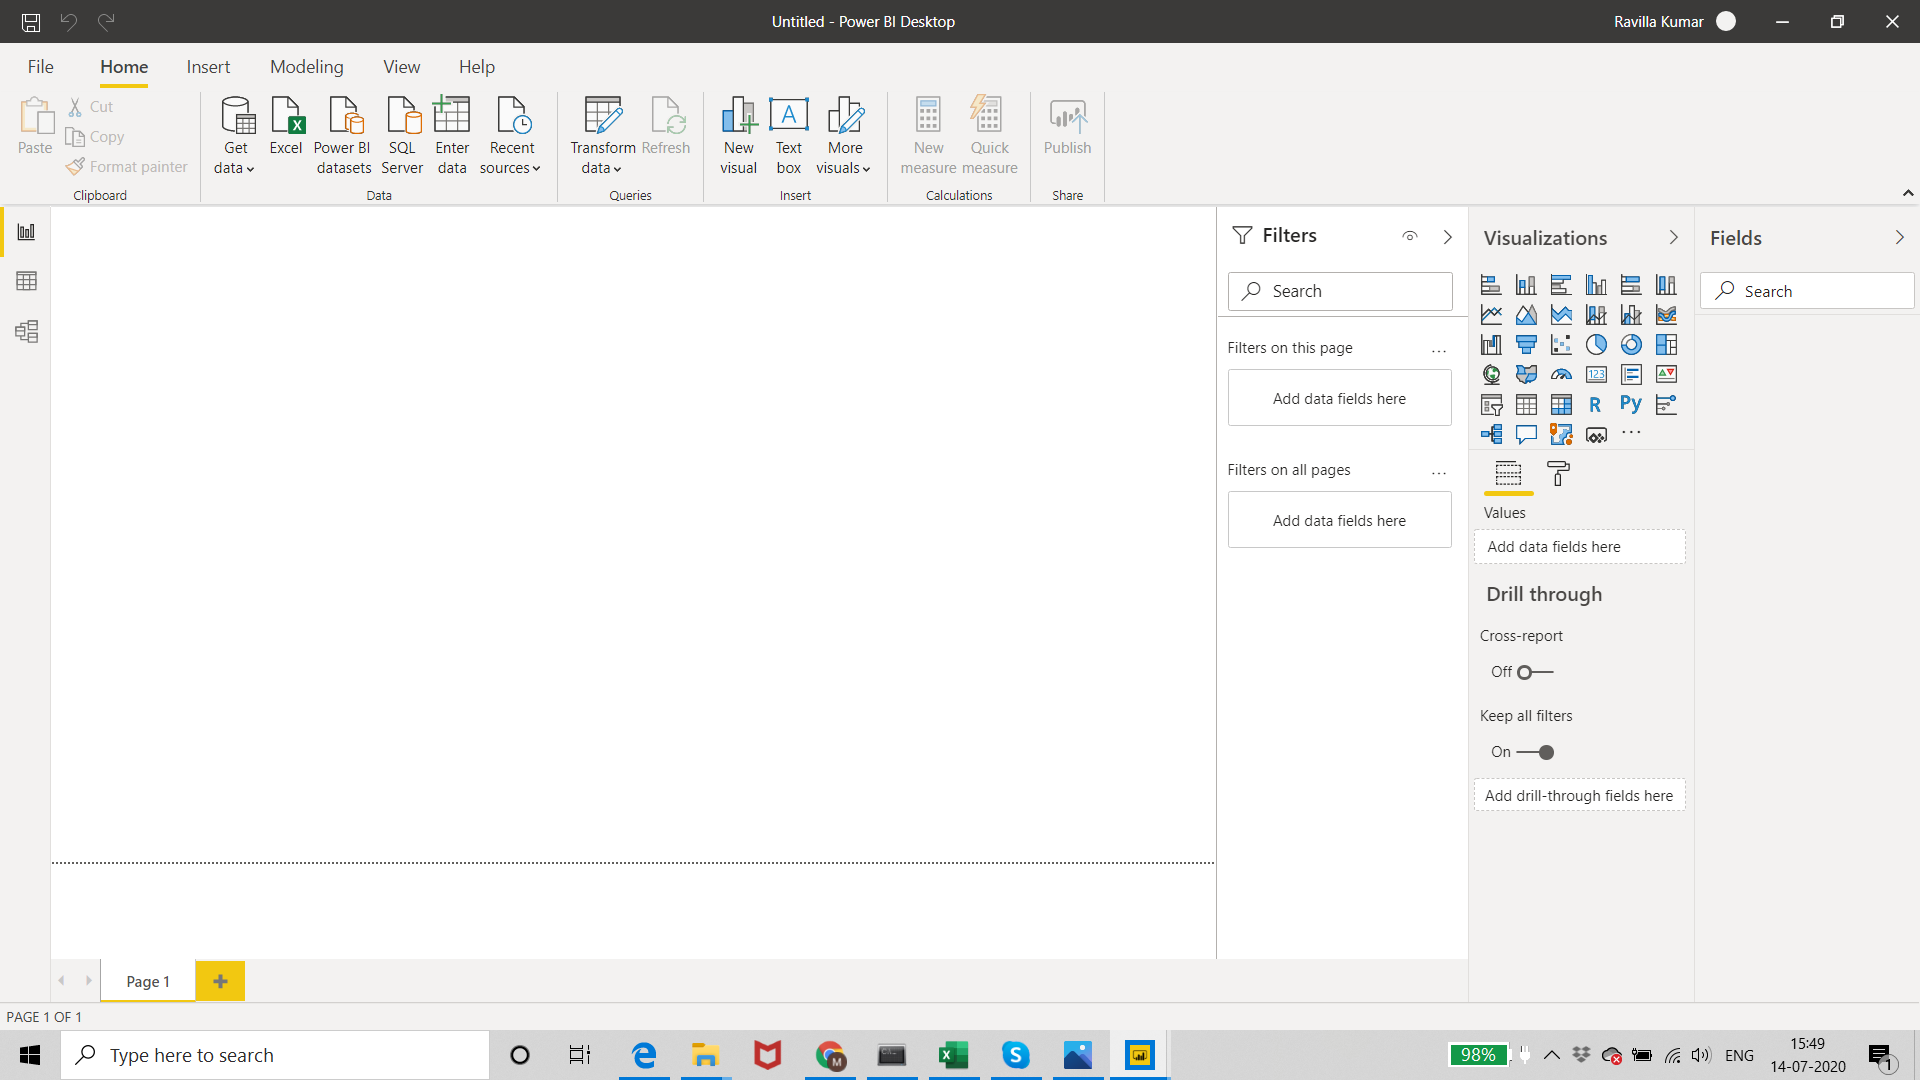 Untitled - Power BI Desktop
Ravilla Kumar
File Home Insert Modeling View Help
Paste
Cut
Copy
Format painter
Clipboard
Get data
Excel
Power BI datasets
SQL Server
Enter data
Recent sources
Data
Transform data
Refresh
Queries
New visual
Text box
More visuals
Insert
New measure
Quick measure
Calculations
Publish
Share
Filters
Search
Filters on this page
...
Add data fields here
Filters on all pages
...
Add data fields here
Visualizations
123
R
Py
...
Values
Add data fields here
Drill through
Cross-report
Off
Keep all filters
On
Add drill-through fields here
Fields
Search
Page 1
PAGE 1 OF 1
Type here to search
98%
ENG
15:49
14-07-2020
1